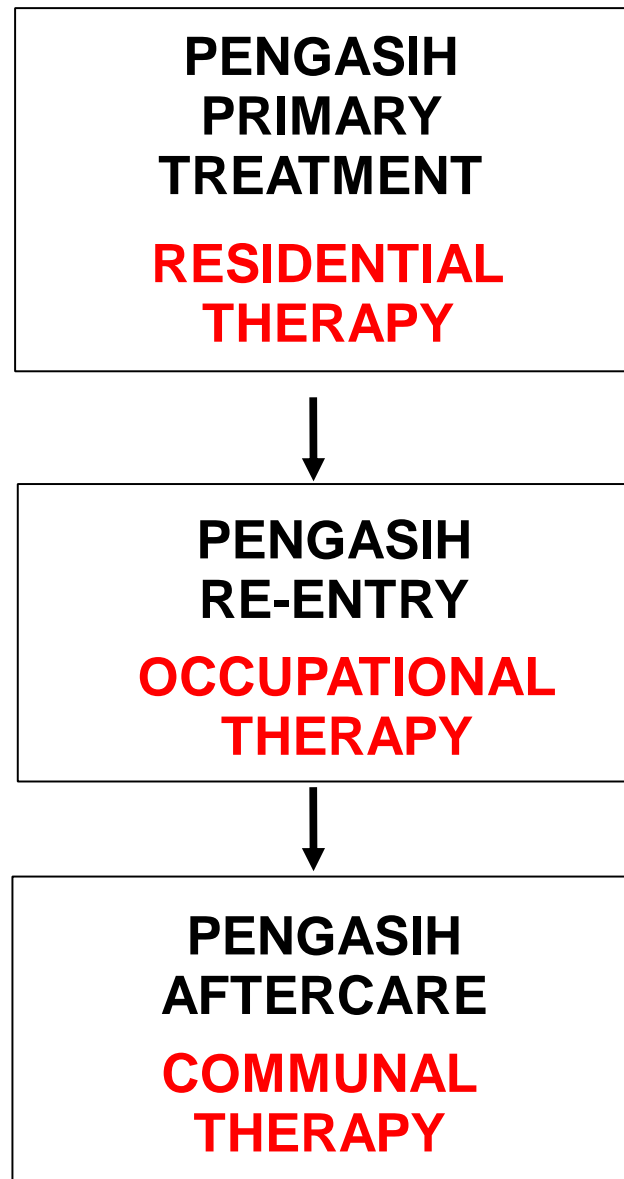 PENGASIH
PRIMARY
TREATMENT
RESIDENTIAL
THERAPY
PENGASIH
RE-ENTRY
OCCUPATIONAL
THERAPY
PENGASIH
AFTERCARE
COMMUNAL
THERAPY